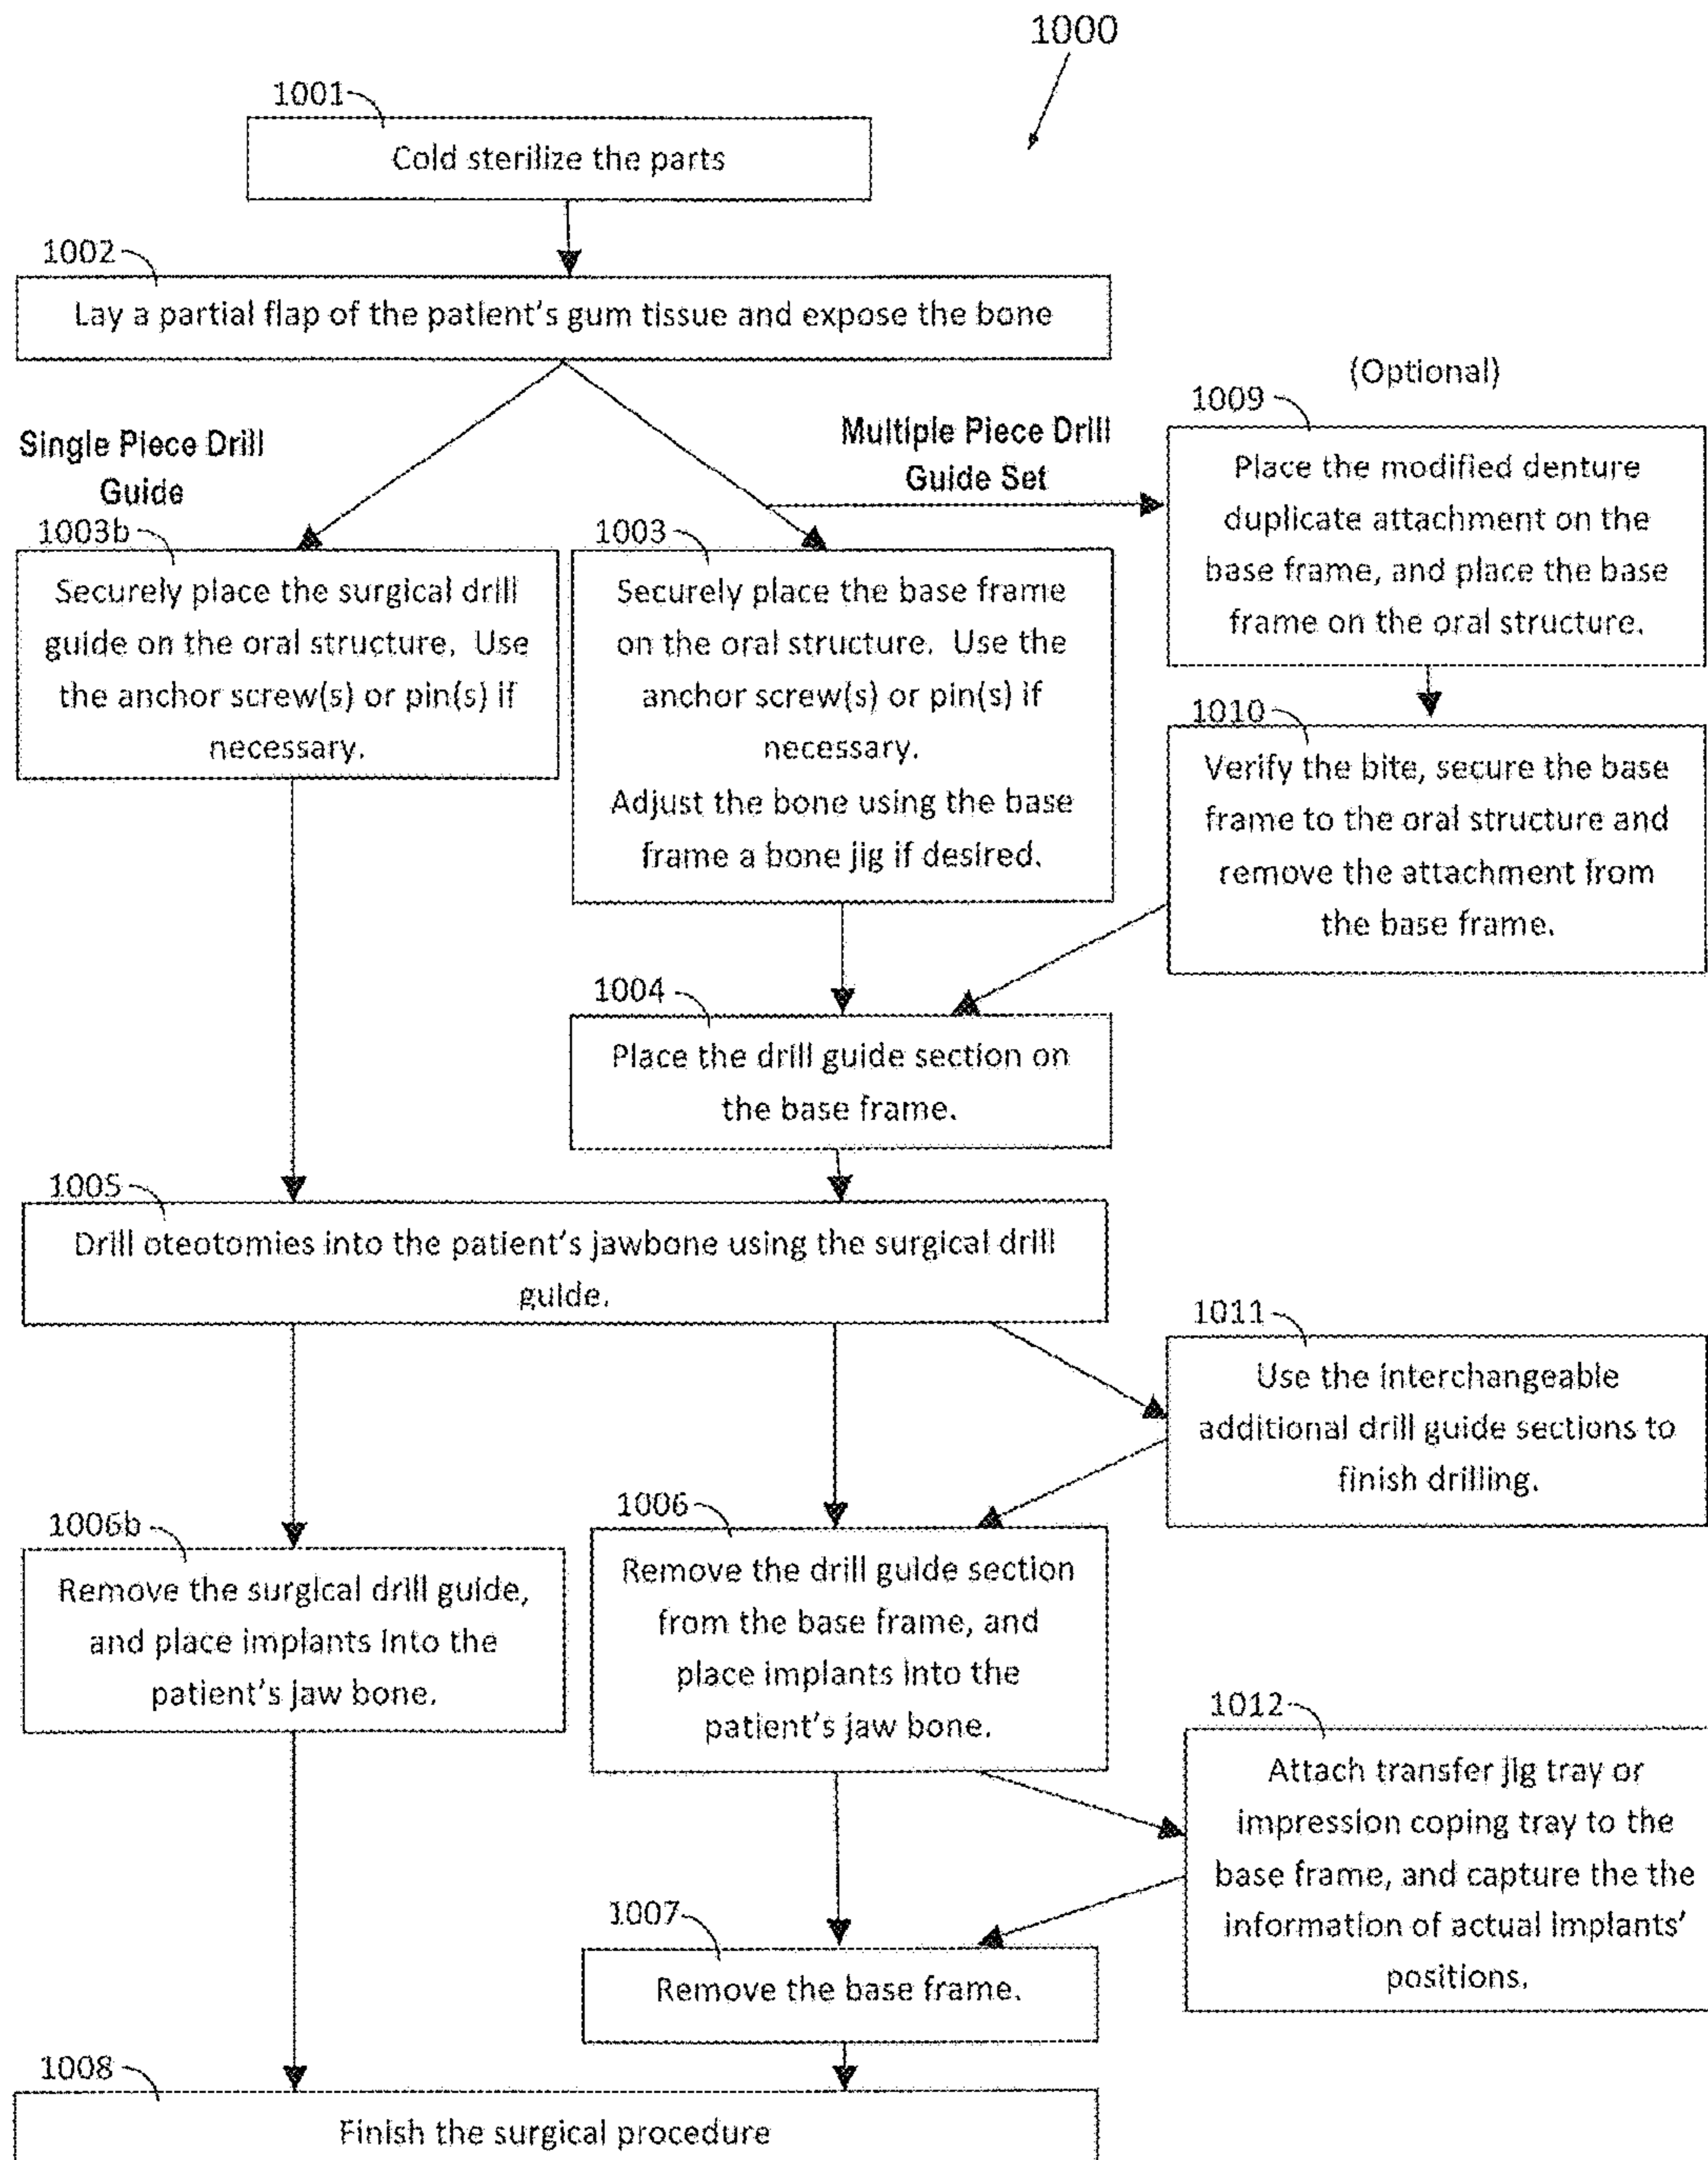 1000
1001
Cold sterilize the parts
1002
Lay a partial flap of the patient's gum tissue and expose the bone
Single Piece Drill
Guide
Multiple Piece Drill
Guide Set
(Optional)
1009
Place the modified denture
duplicate attachment on the
base frame, and place the base
frame on the oral structure.
1003b
Securely place the surgical drill
guide on the oral structure. Use
the anchor screw(s) or pin(s) if
necessary.
1003
Securely place the base frame
on the oral structure. Use the
anchor screw(s) or pin(s) if
necessary.
Adjust the bone using the base
frame a bone jig if desired.
1010
Verify the bite, secure the base
frame to the oral structure and
remove the attachment from
the base frame.
1004
Place the drill guide section on
the base frame.
1005
Drill oteotomies into the patient's jawbone using the surgical drill
guide.
1011
Use the interchangeable
additional drill guide sections to
finish drilling.
1006b
Remove the surgical drill guide,
and place implants into the
patient's jaw bone.
1006
Remove the drill guide section
from the base frame, and
place implants into the
patient's jaw bone.
1012
Attach transfer jig tray or
impression coping tray to the
base frame, and capture the the
information of actual implants'
positions.
1007
Remove the base frame.
1008
Finish the surgical procedure